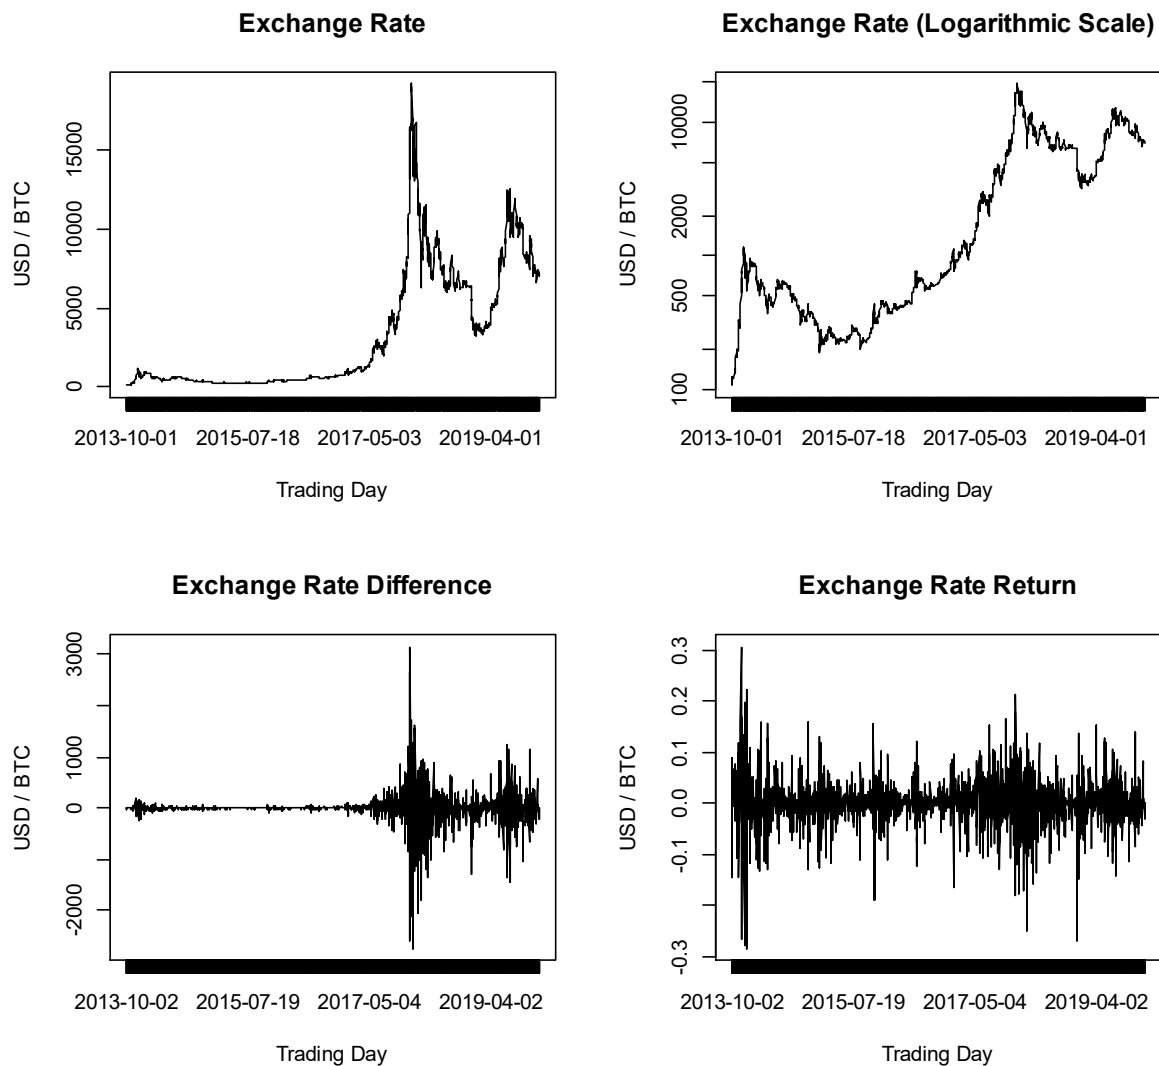 Exchange Rate
USD / BTC
15000
10000
5000
0
2013-10-01 2015-07-18 2017-05-03 2019-04-01
Trading Day
Exchange Rate (Logarithmic Scale)
USD / BTC
10000
2000
500
100
2013-10-01 2015-07-18 2017-05-03 2019-04-01
Trading Day
Exchange Rate Difference
USD / BTC
3000
1000
0
-2000
2013-10-02 2015-07-19 2017-05-04 2019-04-02
Trading Day
Exchange Rate Return
USD / BTC
0.3
0.2
0.1
0.0
-0.1
-0.3
2013-10-02 2015-07-19 2017-05-04 2019-04-02
Trading Day